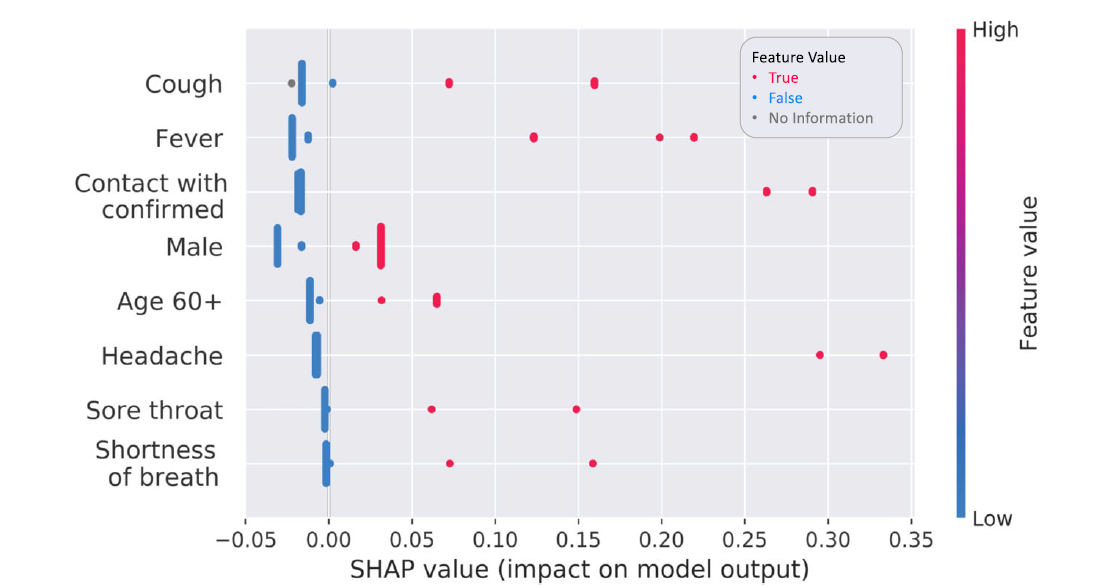 High
Feature Value
• True
• False
• No Information
Cough
Fever
Contact with
confirmed
Male
Age 60+
Headache
Sore throat
Shortness
of breath
Feature value
Low
−0.05 0.00 0.05 0.10 0.15 0.20 0.25 0.30 0.35
SHAP value (impact on model output)